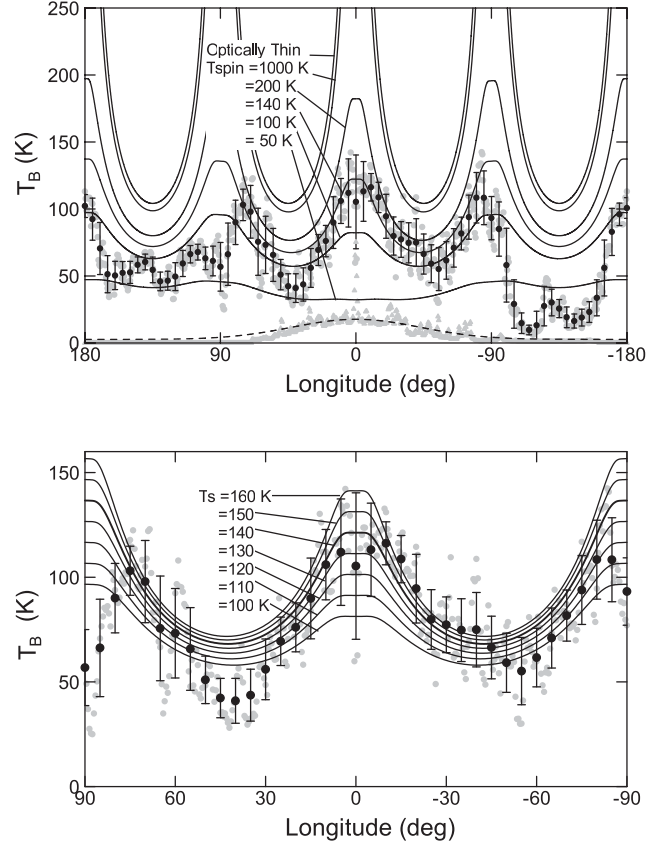 250
200
150
100
50
0
T_B (K)
Optically Thin
Tspin =1000 K
=200 K
=140 K
=100 K
= 50 K
180 90 0 -90 -180
Longitude (deg)
150
100
50
0
T_B (K)
Ts =160 K
=150
=140
=130
=120
=110
=100 K
90 60 30 0 -30 -60 -90
Longitude (deg)